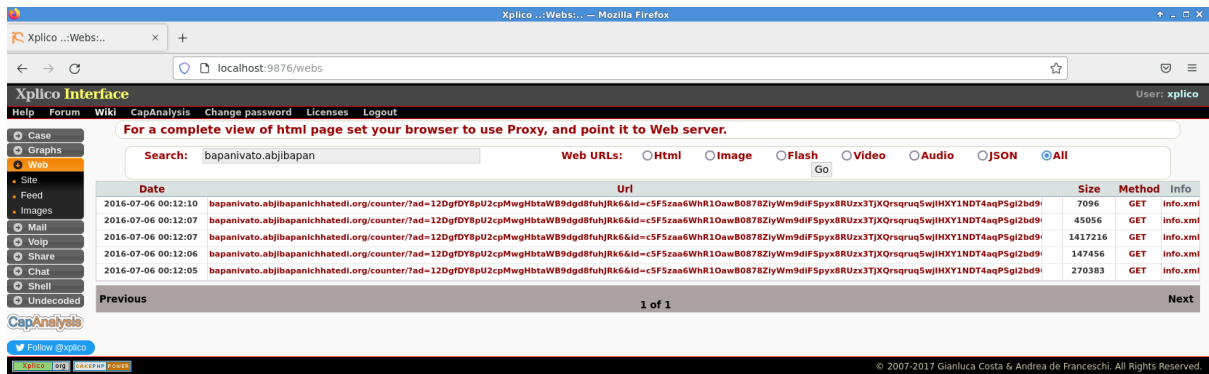 Xplico ..:Webs:.. — Mozilla Firefox
Xplico ..:Webs:.. × +
localhost:9876/webs
Xplico Interface User: xplico
Help Forum Wiki CapAnalysis Change password Licenses Logout
For a complete view of html page set your browser to use Proxy, and point it to Web server.
Case
Graphs
Web
Site
Feed
Images
Mail
Voip
Share
Chat
Shell
Undecoded
CapAnalysis
Follow @xplico
Search: bapanivato.abjibapan Web URLs: Html Image Flash Video Audio JSON All
Go
Date Url Size Method Info
2016-07-06 00:12:10 bapanivato.abjibapanichhatedi.org/counter/?ad=12DgfDY8pU2cpMwgHbtaWB9dgd8fuhJRk6&id=c5F5zaa6WhR1OawB0878ZiyWm9diFSpyx8RUzx3TjXQrsqruq5wjIHXY1NDT4aqPSgi2bd9 7096 GET info.xml
2016-07-06 00:12:07 bapanivato.abjibapanichhatedi.org/counter/?ad=12DgfDY8pU2cpMwgHbtaWB9dgd8fuhJRk6&id=c5F5zaa6WhR1OawB0878ZiyWm9diFSpyx8RUzx3TjXQrsqruq5wjIHXY1NDT4aqPSgi2bd9 45056 GET info.xml
2016-07-06 00:12:07 bapanivato.abjibapanichhatedi.org/counter/?ad=12DgfDY8pU2cpMwgHbtaWB9dgd8fuhJRk6&id=c5F5zaa6WhR1OawB0878ZiyWm9diFSpyx8RUzx3TjXQrsqruq5wjIHXY1NDT4aqPSgi2bd9 1417216 GET info.xml
2016-07-06 00:12:06 bapanivato.abjibapanichhatedi.org/counter/?ad=12DgfDY8pU2cpMwgHbtaWB9dgd8fuhJRk6&id=c5F5zaa6WhR1OawB0878ZiyWm9diFSpyx8RUzx3TjXQrsqruq5wjIHXY1NDT4aqPSgi2bd9 147456 GET info.xml
2016-07-06 00:12:05 bapanivato.abjibapanichhatedi.org/counter/?ad=12DgfDY8pU2cpMwgHbtaWB9dgd8fuhJRk6&id=c5F5zaa6WhR1OawB0878ZiyWm9diFSpyx8RUzx3TjXQrsqruq5wjIHXY1NDT4aqPSgi2bd9 270383 GET info.xml
Previous 1 of 1 Next
Xplico org CAKEPHP POWER © 2007-2017 Gianluca Costa & Andrea de Franceschi. All Rights Reserved.